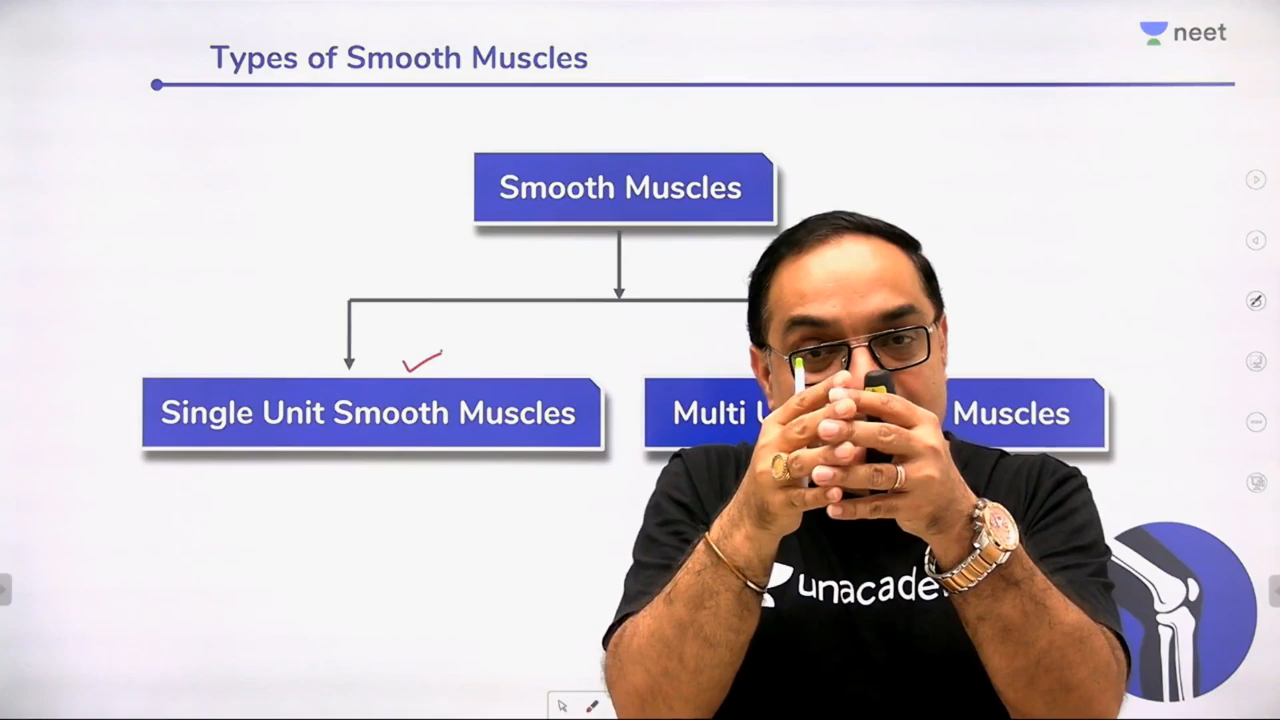 Types of Smooth Muscles
neet
Smooth Muscles
Single Unit Smooth Muscles
Multi U Muscles
unacade